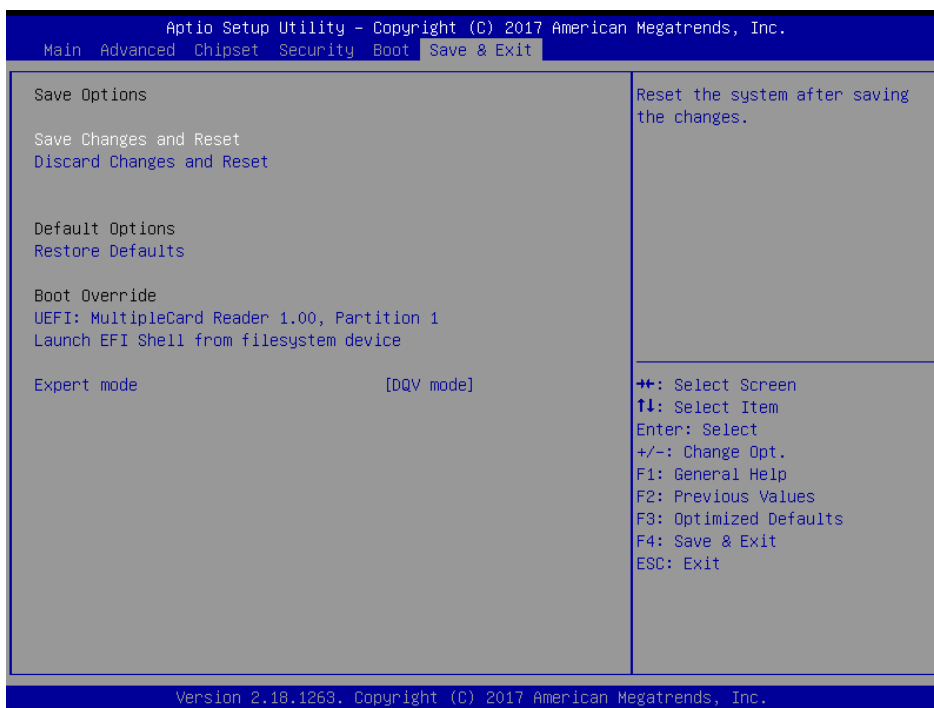 Aptio Setup Utility – Copyright (C) 2017 American Megatrends, Inc.
Main Advanced Chipset Security Boot Save & Exit
Save Options
Save Changes and Reset
Discard Changes and Reset
Default Options
Restore Defaults
Boot Override
UEFI: MultipleCard Reader 1.00, Partition 1
Launch EFI Shell from filesystem device
Expert mode [DQV mode]
Reset the system after saving
the changes.
→←: Select Screen
↑↓: Select Item
Enter: Select
+/-: Change Opt.
F1: General Help
F2: Previous Values
F3: Optimized Defaults
F4: Save & Exit
ESC: Exit
Version 2.18.1263. Copyright (C) 2017 American Megatrends, Inc.